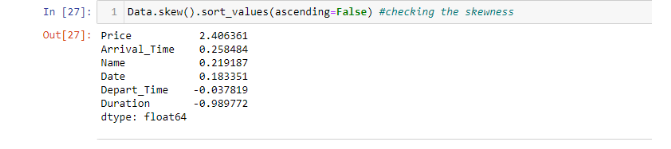 In [27]: 1 Data.skew().sort_values(ascending=False) #checking the skewness
Out[27]: Price 2.406361
Arrival_Time 0.258484
Name 0.219187
Date 0.183351
Depart_Time -0.037819
Duration -0.989772
dtype: float64